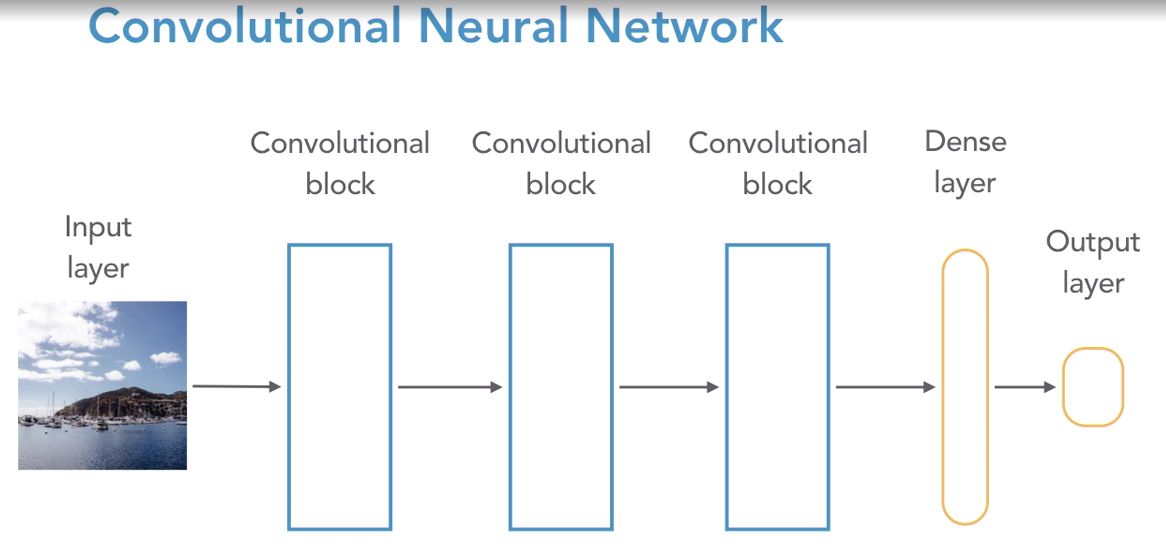 Convolutional Neural Network
Input
layer
Convolutional
block
Convolutional
block
Convolutional
block
Dense
layer
Output
layer